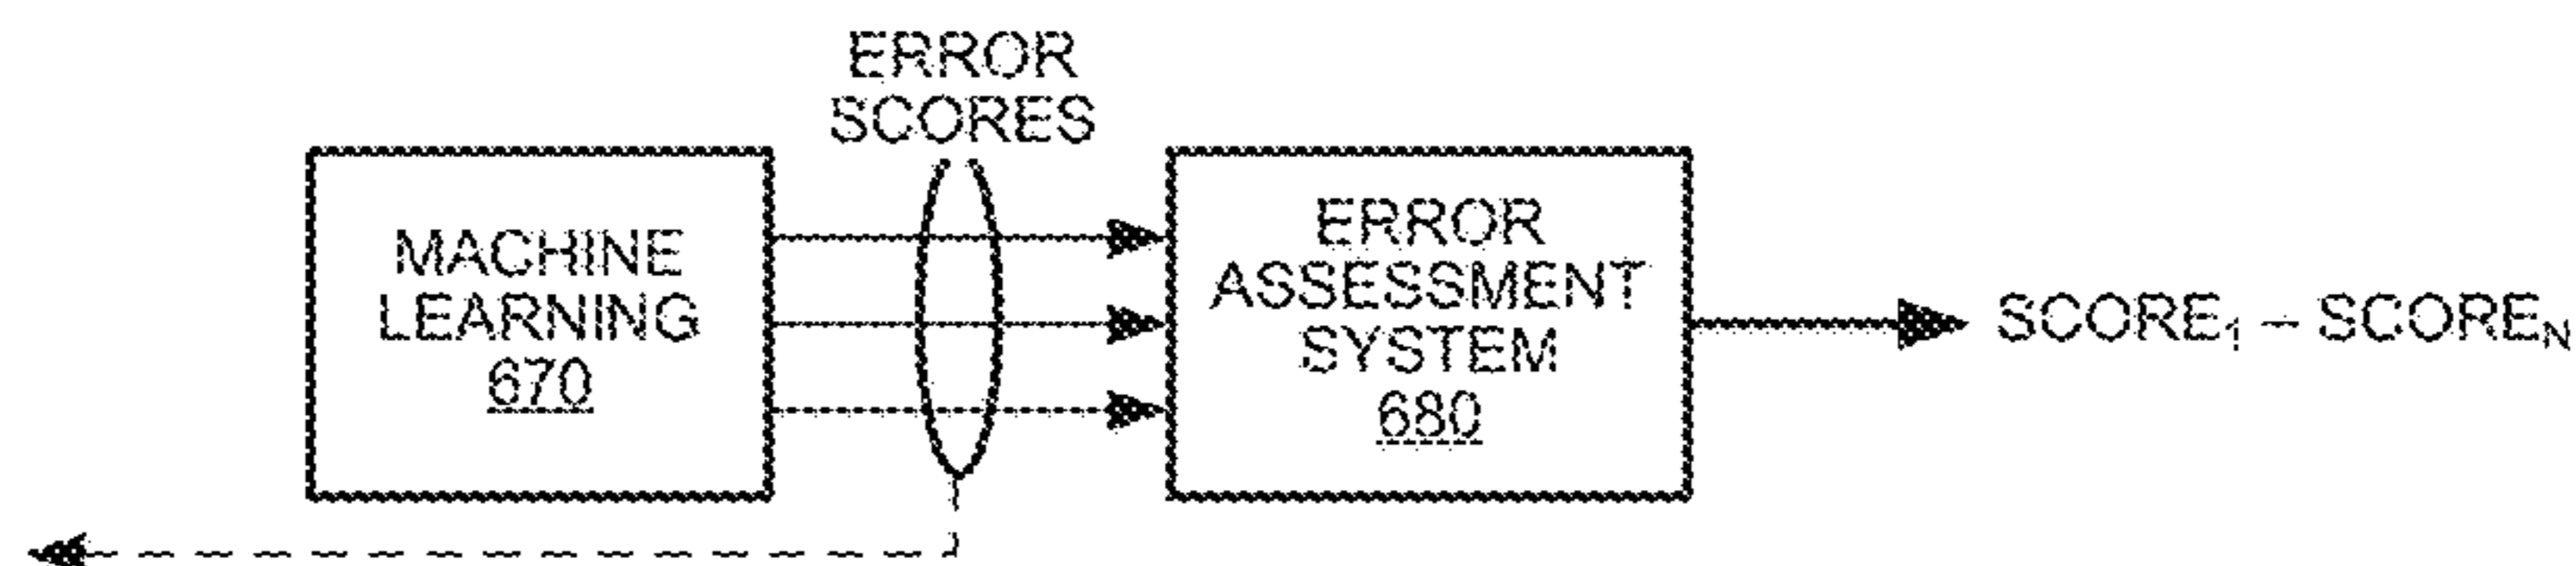 ERROR
SCORES
MACHINE
LEARNING
670
ERROR
ASSESSMENT
SYSTEM
680
SCORE₁ – SCOREₙ